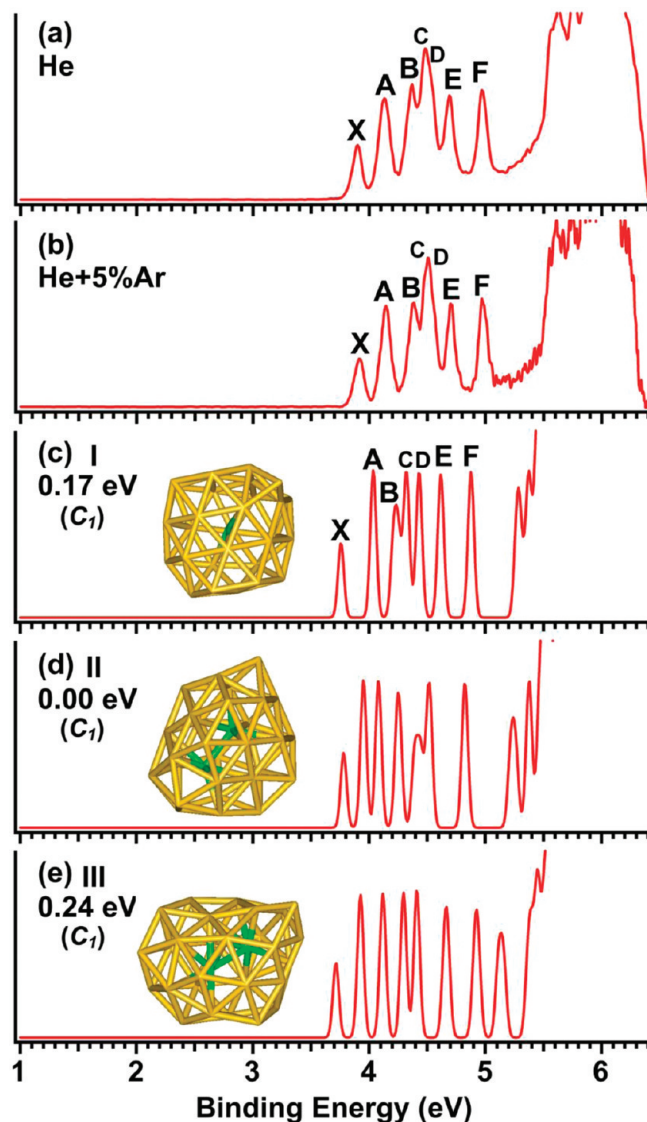 (a)
He
X
A
B
C
D
E
F
(b)
He+5%Ar
X
A
B
C
D
E
F
(c) I
0.17 eV
(C1)
X
A
B
C
D
E
F
(d) II
0.00 eV
(C1)
(e) III
0.24 eV
(C1)
1 2 3 4 5 6
Binding Energy (eV)